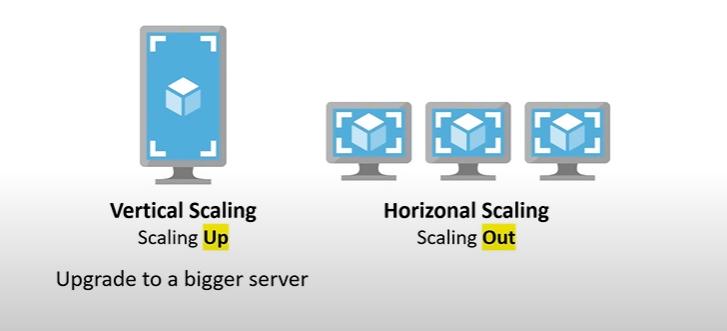 Vertical Scaling
Scaling Up
Upgrade to a bigger server
Horizonal Scaling
Scaling Out